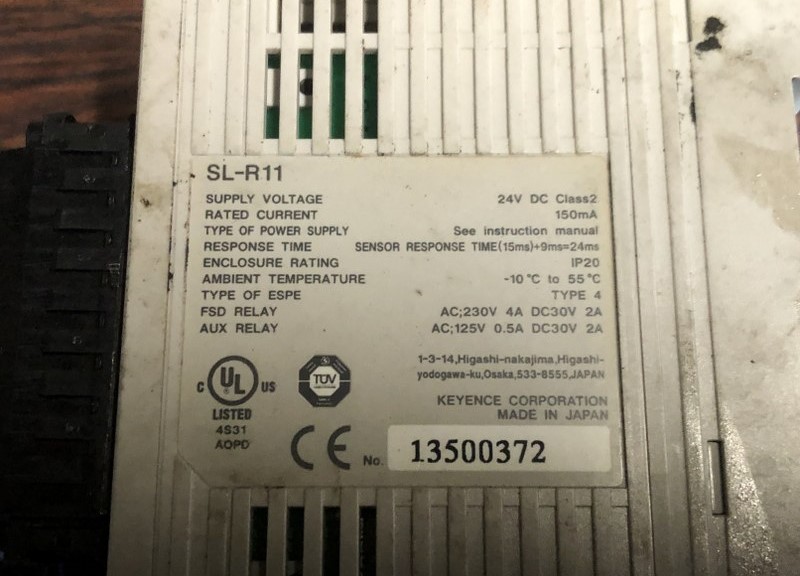 SL-R11
SUPPLY VOLTAGE 24V DC Class2
RATED CURRENT 150mA
TYPE OF POWER SUPPLY See instruction manual
RESPONSE TIME SENSOR RESPONSE TIME(15ms)+9ms=24ms
ENCLOSURE RATING IP20
AMBIENT TEMPERATURE -10°C to 55°C
TYPE OF ESPE TYPE 4
FSD RELAY AC;230V 4A DC30V 2A
AUX RELAY AC;125V 0.5A DC30V 2A
1-3-14,Higashi-nakajima,Higashi-
yodogawa-ku,Osaka,533-8555,JAPAN
KEYENCE CORPORATION
MADE IN JAPAN
C UL US
LISTED
4S31
AOPD
TÜV
CE No. 13500372